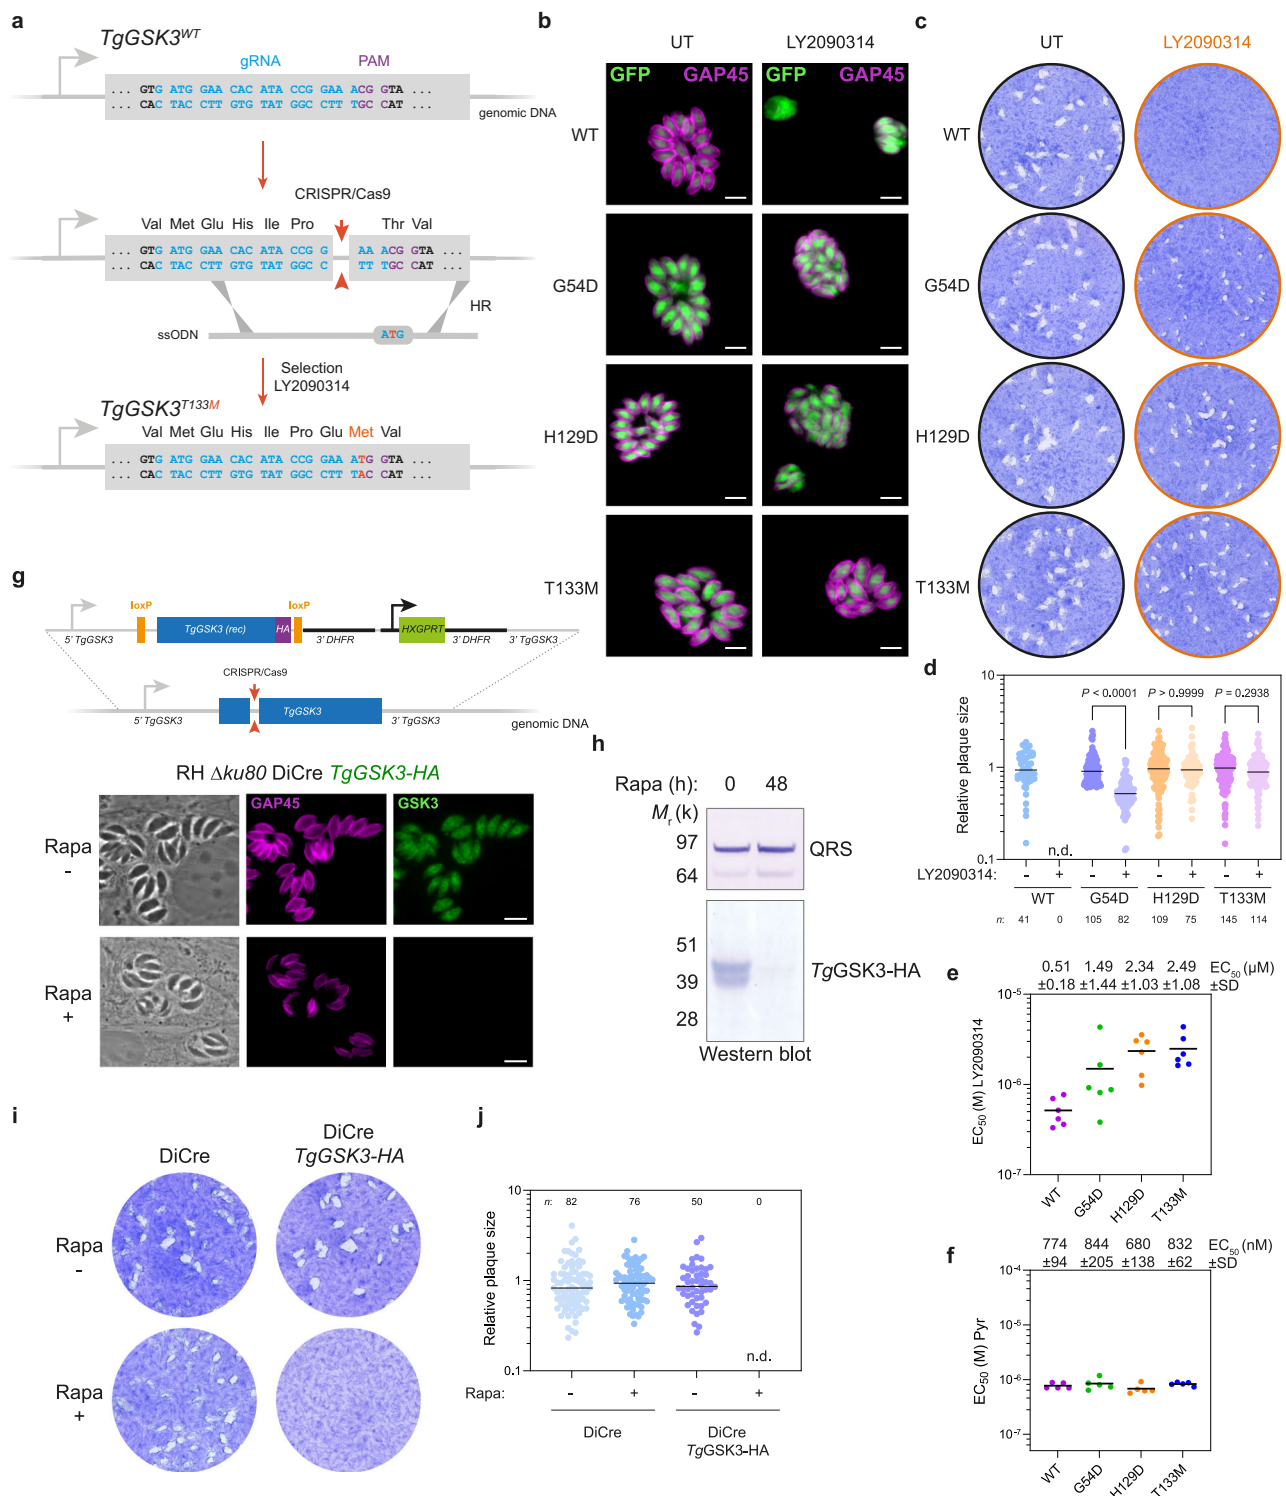 a
TgGSK3WT
gRNA
PAM
... GTG ATG GAA CAC ATA CCG GAA ACG GTA ...
... CAC TAC CTT GTG TAT GGC CTT TGC CAT ...
genomic DNA
CRISPR/Cas9
Val Met Glu His Ile Pro Thr Val
... GTG ATG GAA CAC ATA CCG G AA ACG GTA ...
... CAC TAC CTT GTG TAT GGC C TT TGC CAT ...
HR
ssODN
ATG
Selection
LY2090314
TgGSK3T133M
Val Met Glu His Ile Pro Glu Met Val
... GTG ATG GAA CAC ATA CCG GAA ATG GTA ...
... CAC TAC CTT GTG TAT GGC CTT TAC CAT ...
b
UT
LY2090314
GFP
GAP45
GFP
GAP45
WT
G54D
H129D
T133M
c
UT
LY2090314
WT
G54D
H129D
T133M
d
Relative plaque size
10
1
0.1
P < 0.0001
P > 0.9999
P = 0.2938
n.d.
LY2090314: - + - + - + - +
WT G54D H129D T133M
n: 41 0 105 82 109 75 145 114
e
0.51 1.49 2.34 2.49 EC50 (µM)
±0.18 ±1.44 ±1.03 ±1.08 ±SD
EC50 (M) LY2090314
10-5
10-6
10-7
WT G54D H129D T133M
f
774 844 680 832 EC50 (nM)
±94 ±205 ±138 ±62 ±SD
EC50 (M) Pyr
10-4
10-5
10-6
10-7
WT G54D H129D T133M
g
loxP
loxP
TgGSK3 (rec)
HA
HXGPRT
5' TgGSK3
3' DHFR
3' DHFR
3' TgGSK3
CRISPR/Cas9
TgGSK3
5' TgGSK3
3' TgGSK3
genomic DNA
RH Δku80 DiCre TgGSK3-HA
GAP45
GSK3
Rapa
-
Rapa
+
h
Rapa (h): 0 48
Mr (k)
97
QRS
64
51
39
TgGSK3-HA
28
Western blot
i
DiCre
DiCre
TgGSK3-HA
Rapa
-
Rapa
+
j
Relative plaque size
10
1
0.1
n: 82 76 50 0
n.d.
Rapa: - + - +
DiCre
DiCre
TgGSK3-HA